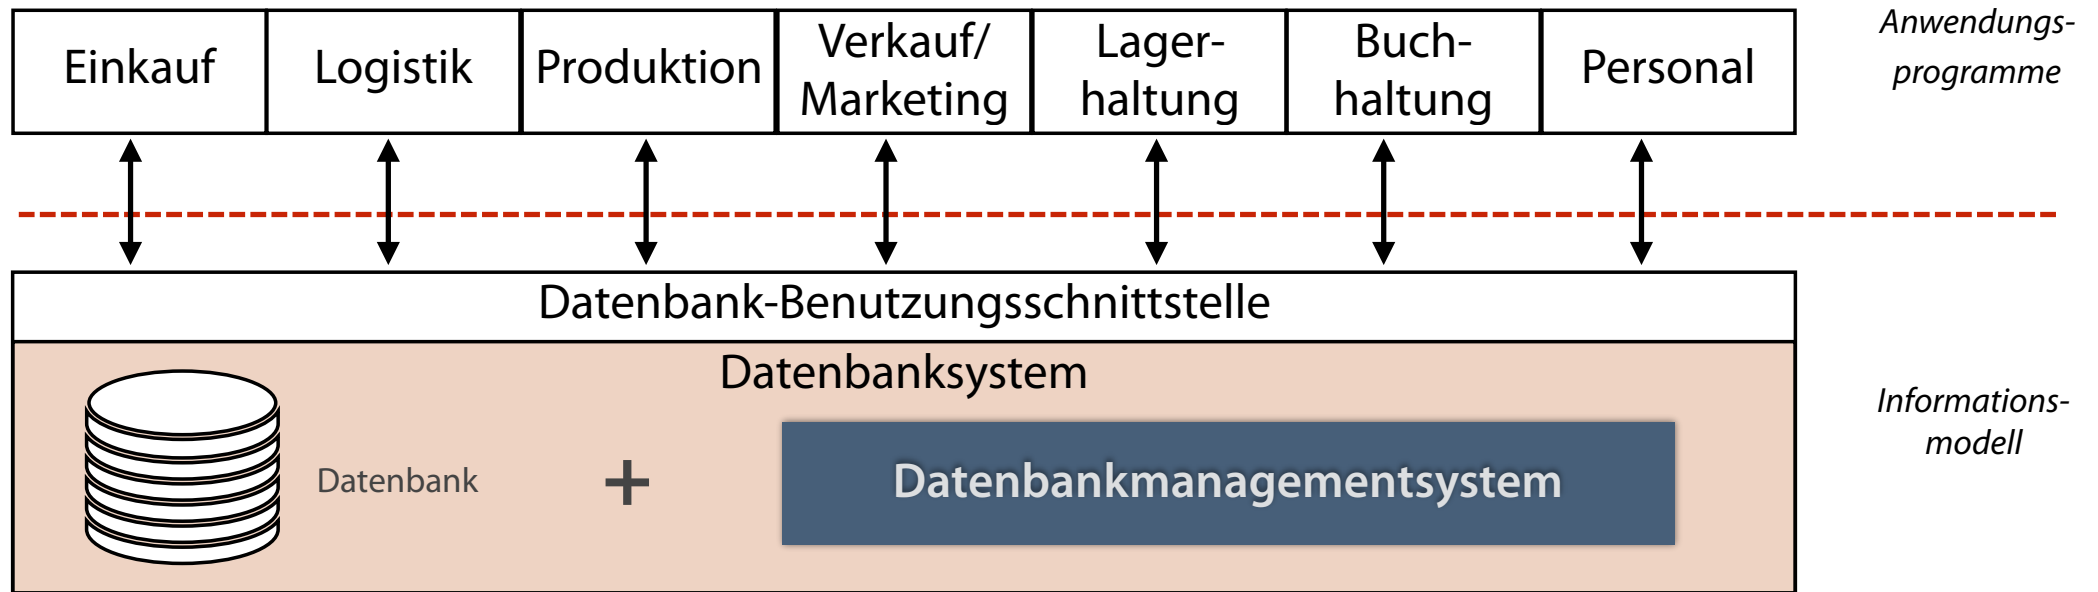 Einkauf
Logistik
Produktion
Verkauf/
Marketing
Lager-
haltung
Buch-
haltung
Personal
Anwendungs-
programme
Datenbank-Benutzungsschnittstelle
Datenbanksystem
Datenbank
+
Datenbankmanagementsystem
Informations-
modell